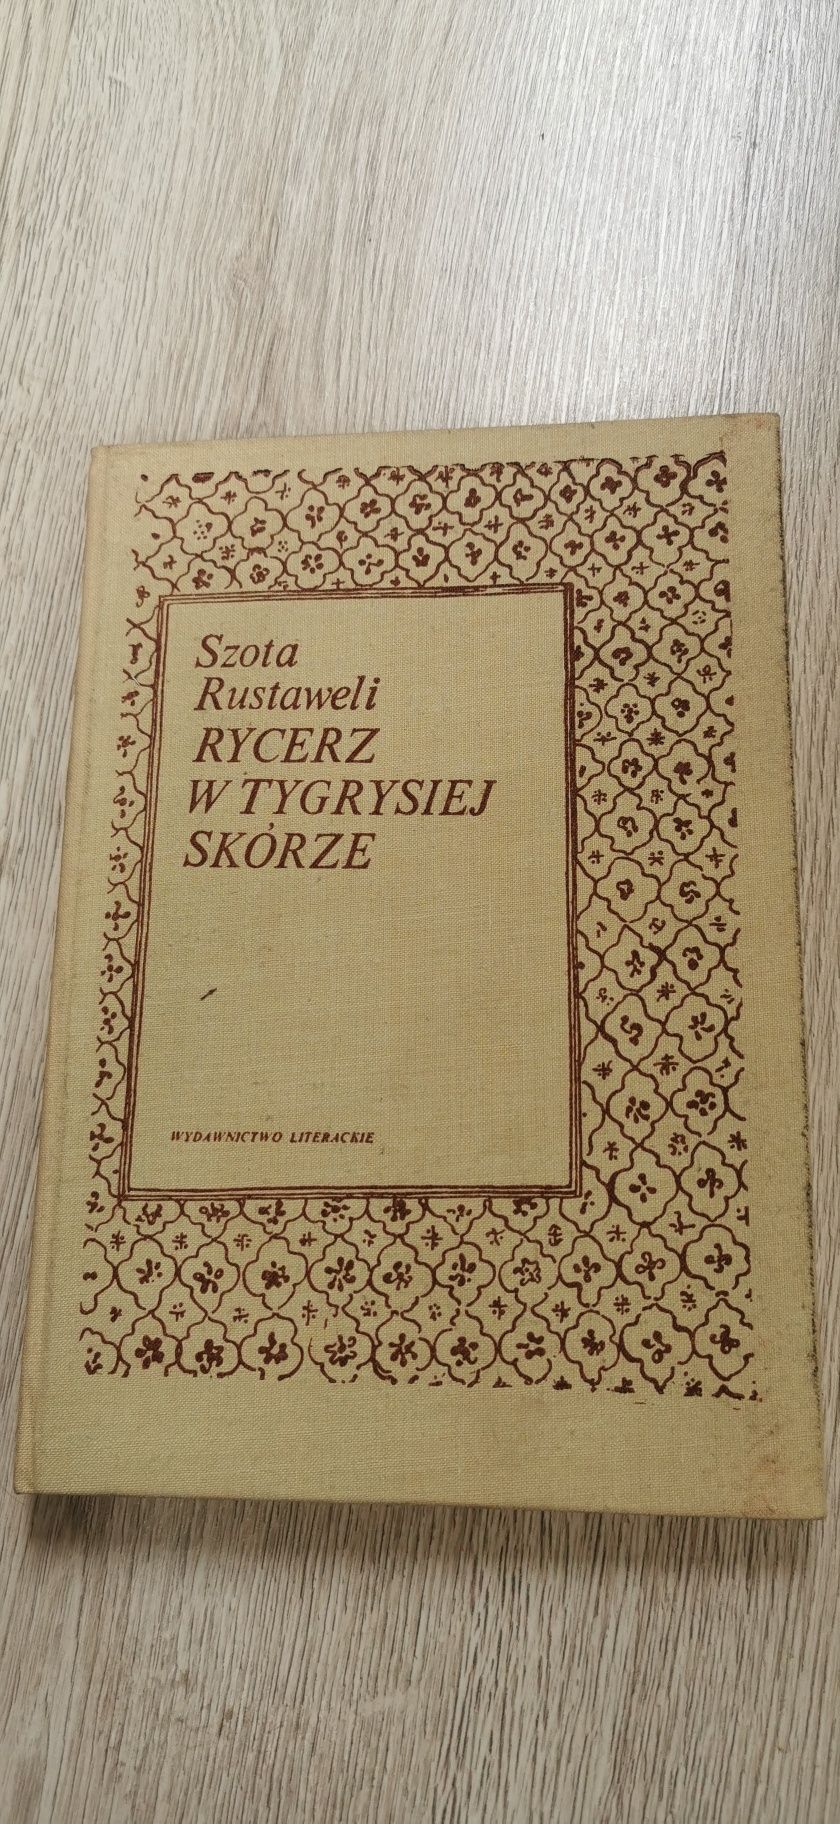 Szota
Rustaweli
RYCERZ
W TYGRYSIEJ
SKÓRZE
WYDAWNICTWO LITERACKIE